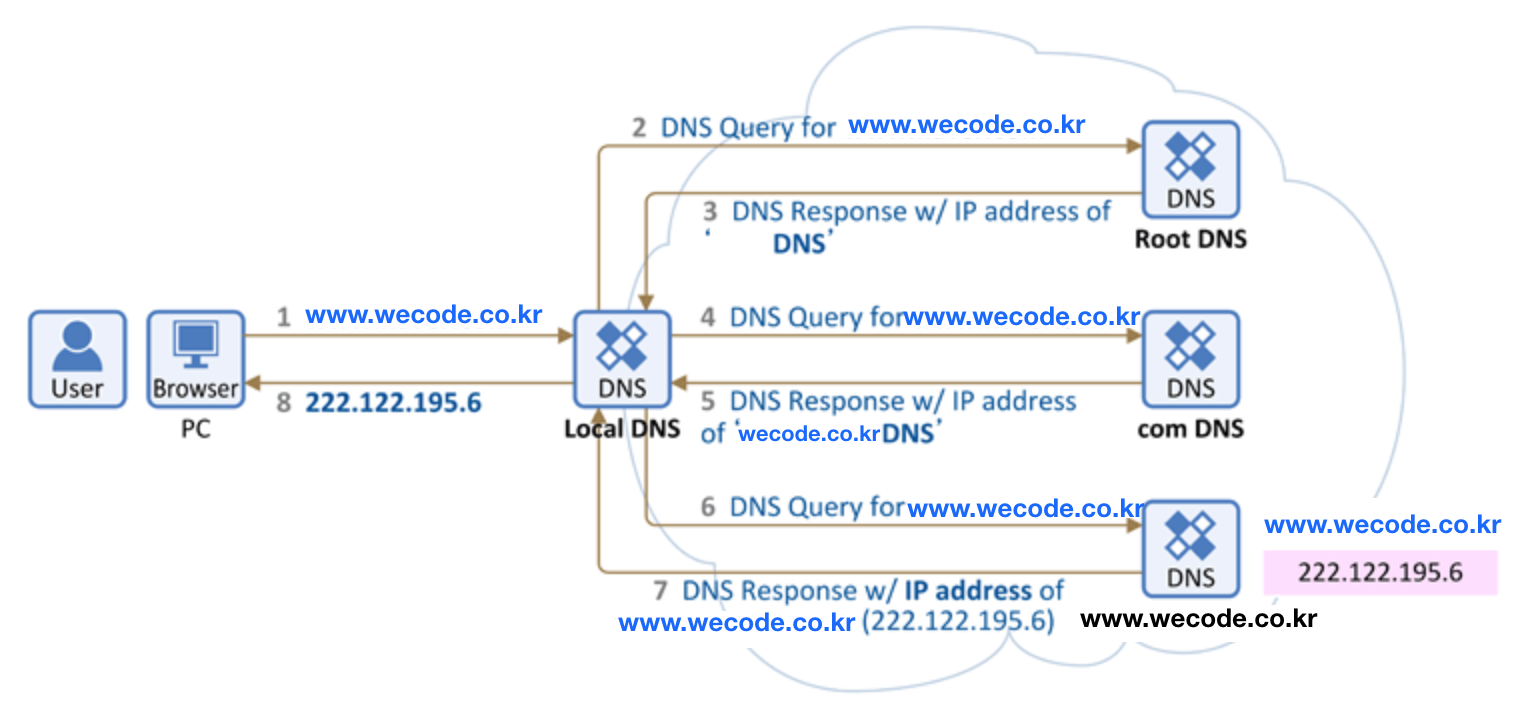 2 DNS Query for www.wecode.co.kr
DNS
Root DNS
3 DNS Response w/ IP address of
‘ DNS’
User
Browser
PC
1 www.wecode.co.kr
8 222.122.195.6
DNS
Local DNS
4 DNS Query for www.wecode.co.kr
5 DNS Response w/ IP address
of ‘wecode.co.kr DNS’
DNS
com DNS
6 DNS Query for www.wecode.co.kr
7 DNS Response w/ IP address of
www.wecode.co.kr (222.122.195.6)
DNS
www.wecode.co.kr
www.wecode.co.kr
222.122.195.6